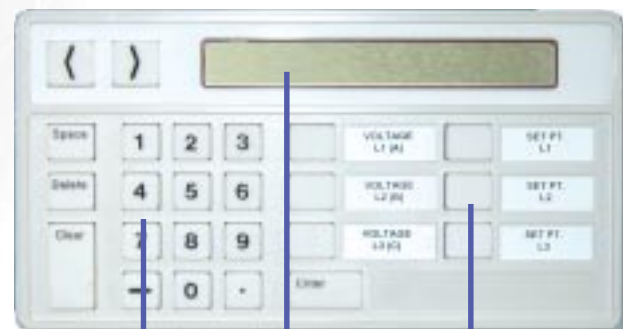 < >
Space 1 2 3 VOLTAGE SET PT.
L1 (A) L1
Delete 4 5 6 VOLTAGE SET PT.
L2 (B) L2
Clear 7 8 9 VOLTAGE SET PT.
L3 (C) L3
— 0 . Enter